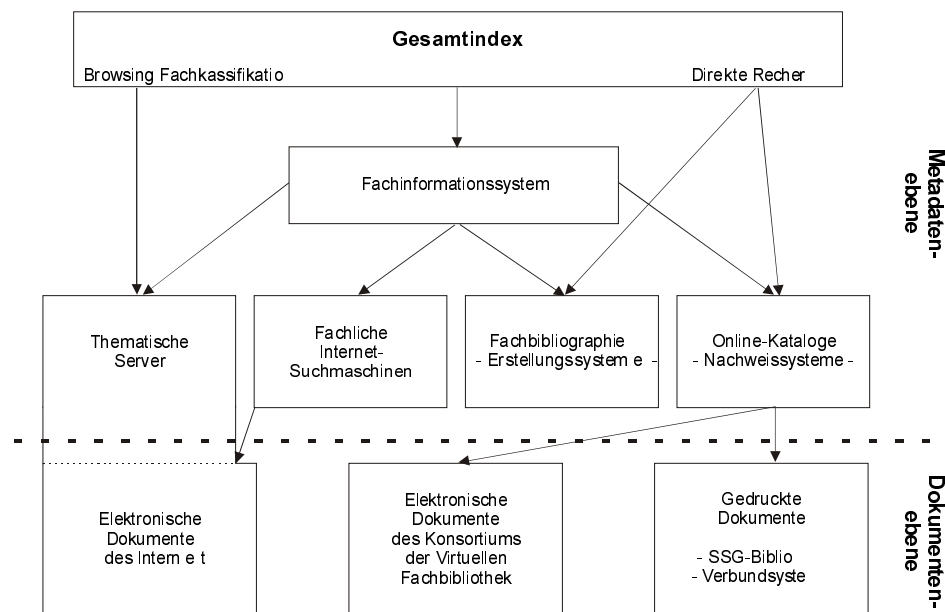 Gesamtindex
Browsing Fachkassifikatio
Direkte Recher
Fachinformationssystem
Metadaten-
ebene
Thematische
Server
Fachliche
Internet-
Suchmaschinen
Fachbibliographie
- Erstellungssystem e -
Online-Kataloge
- Nachweissysteme -
Elektronische
Dokumente
des Intern e t
Elektronische
Dokumente
des Konsortiums
der Virtuellen
Fachbibliothek
Gedruckte
Dokumente
- SSG-Biblio
- Verbundsyste
Dokumenten-
ebene